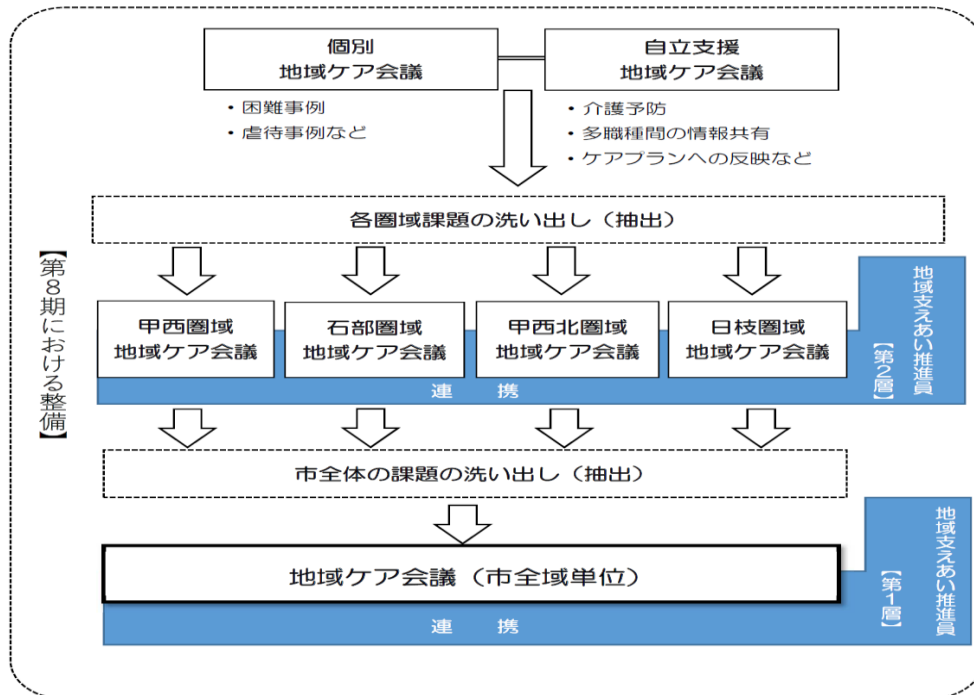 個別
地域ケア会議
自立支援
地域ケア会議
・困難事例
・虐待事例など
・介護予防
・多職種間の情報共有
・ケアプランへの反映など
各圏域課題の洗い出し（抽出）
【第８期における整備】
甲西圏域
地域ケア会議
石部圏域
地域ケア会議
甲西北圏域
地域ケア会議
日枝圏域
地域ケア会議
地域支えあい推進員
【第２層】
連　携
市全体の課題の洗い出し（抽出）
地域ケア会議（市全域単位）
地域支えあい推進員
【第１層】
連　携